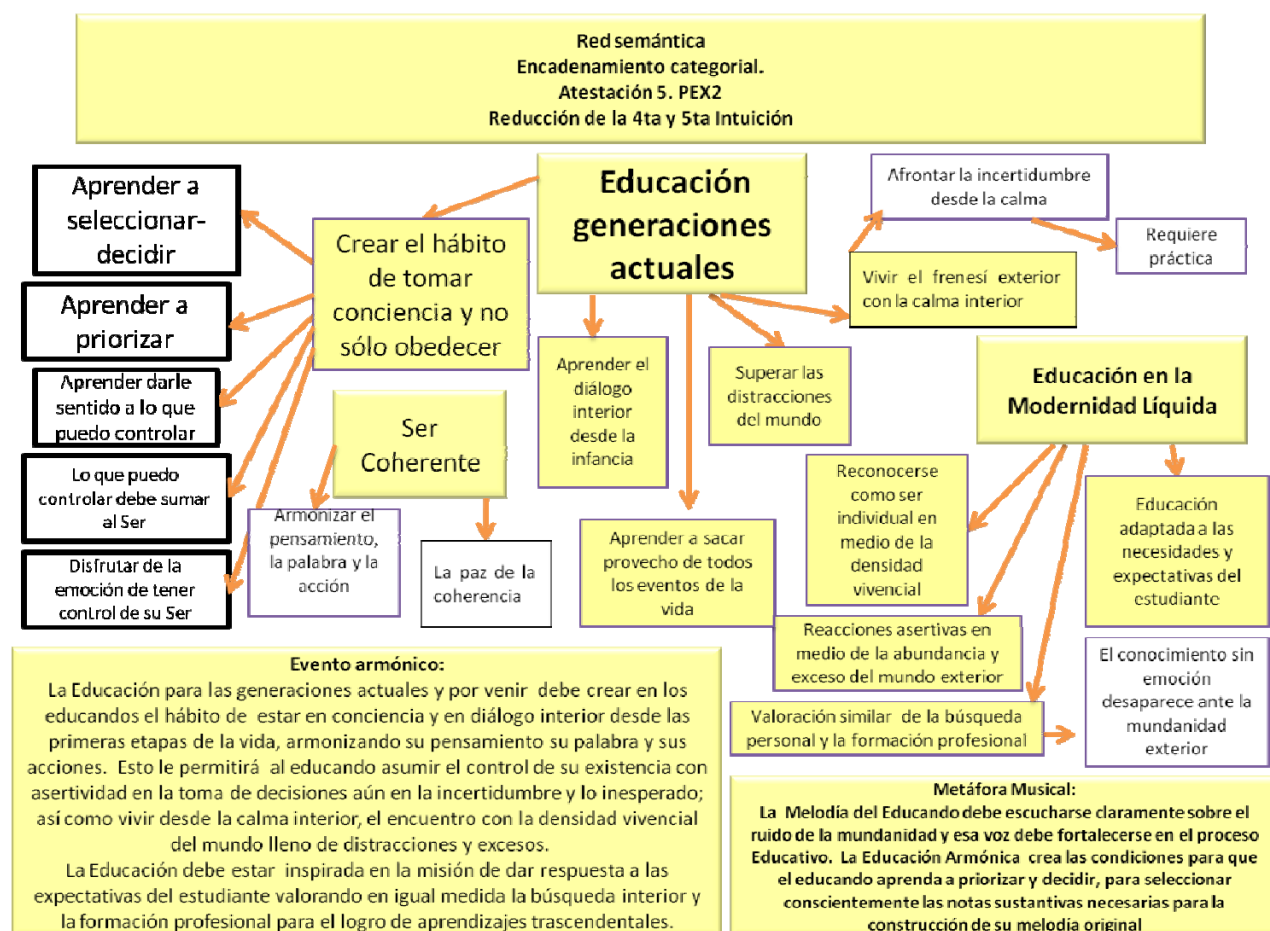 Red semántica
Encadenamiento categorial.
Atestación 5. PEX2
Reducción de la 4ta y 5ta Intuición
Aprender a
seleccionar-
decidir
Aprender a
priorizar
Aprender darle
sentido a lo que
puedo controlar
Lo que puedo
controlar debe sumar
al Ser
Disfrutar de la
emoción de tener
control de su Ser
Crear el hábito
de tomar
conciencia y no
sólo obedecer
Ser
Coherente
Armonizar el
pensamiento,
la palabra y la
acción
La paz de la
coherencia
Educación
generaciones
actuales
Aprender el
diálogo
interior
desde la
infancia
Superar las
distracciones
del mundo
Aprender a sacar
provecho de todos
los eventos de la
vida
Afrontar la incertidumbre
desde la calma
Requiere
práctica
Vivir el frenesí exterior
con la calma interior
Educación en la
Modernidad Líquida
Reconocerse
como ser
individual en
medio de la
densidad
vivencial
Educación
adaptada a las
necesidades y
expectativas del
estudiante
Reacciones asertivas en
medio de la abundancia y
exceso del mundo exterior
Valoración similar de la búsqueda
personal y la formación profesional
El conocimiento sin
emoción
desaparece ante la
mundanidad
exterior
Evento armónico:
La Educación para las generaciones actuales y por venir debe crear en los
educandos el hábito de estar en conciencia y en diálogo interior desde las
primeras etapas de la vida, armonizando su pensamiento su palabra y sus
acciones. Esto le permitirá al educando asumir el control de su existencia con
asertividad en la toma de decisiones aún en la incertidumbre y lo inesperado;
así como vivir desde la calma interior, el encuentro con la densidad vivencial
del mundo lleno de distracciones y excesos.
La Educación debe estar inspirada en la misión de dar respuesta a las
expectativas del estudiante valorando en igual medida la búsqueda interior y
la formación profesional para el logro de aprendizajes trascendentales.
Metáfora Musical:
La Melodía del Educando debe escucharse claramente sobre el
ruido de la mundanidad y esa voz debe fortalecerse en el proceso
Educativo. La Educación Armónica crea las condiciones para que
el educando aprenda a priorizar y decidir, para seleccionar
conscientemente las notas sustantivas necesarias para la
construcción de su melodía original